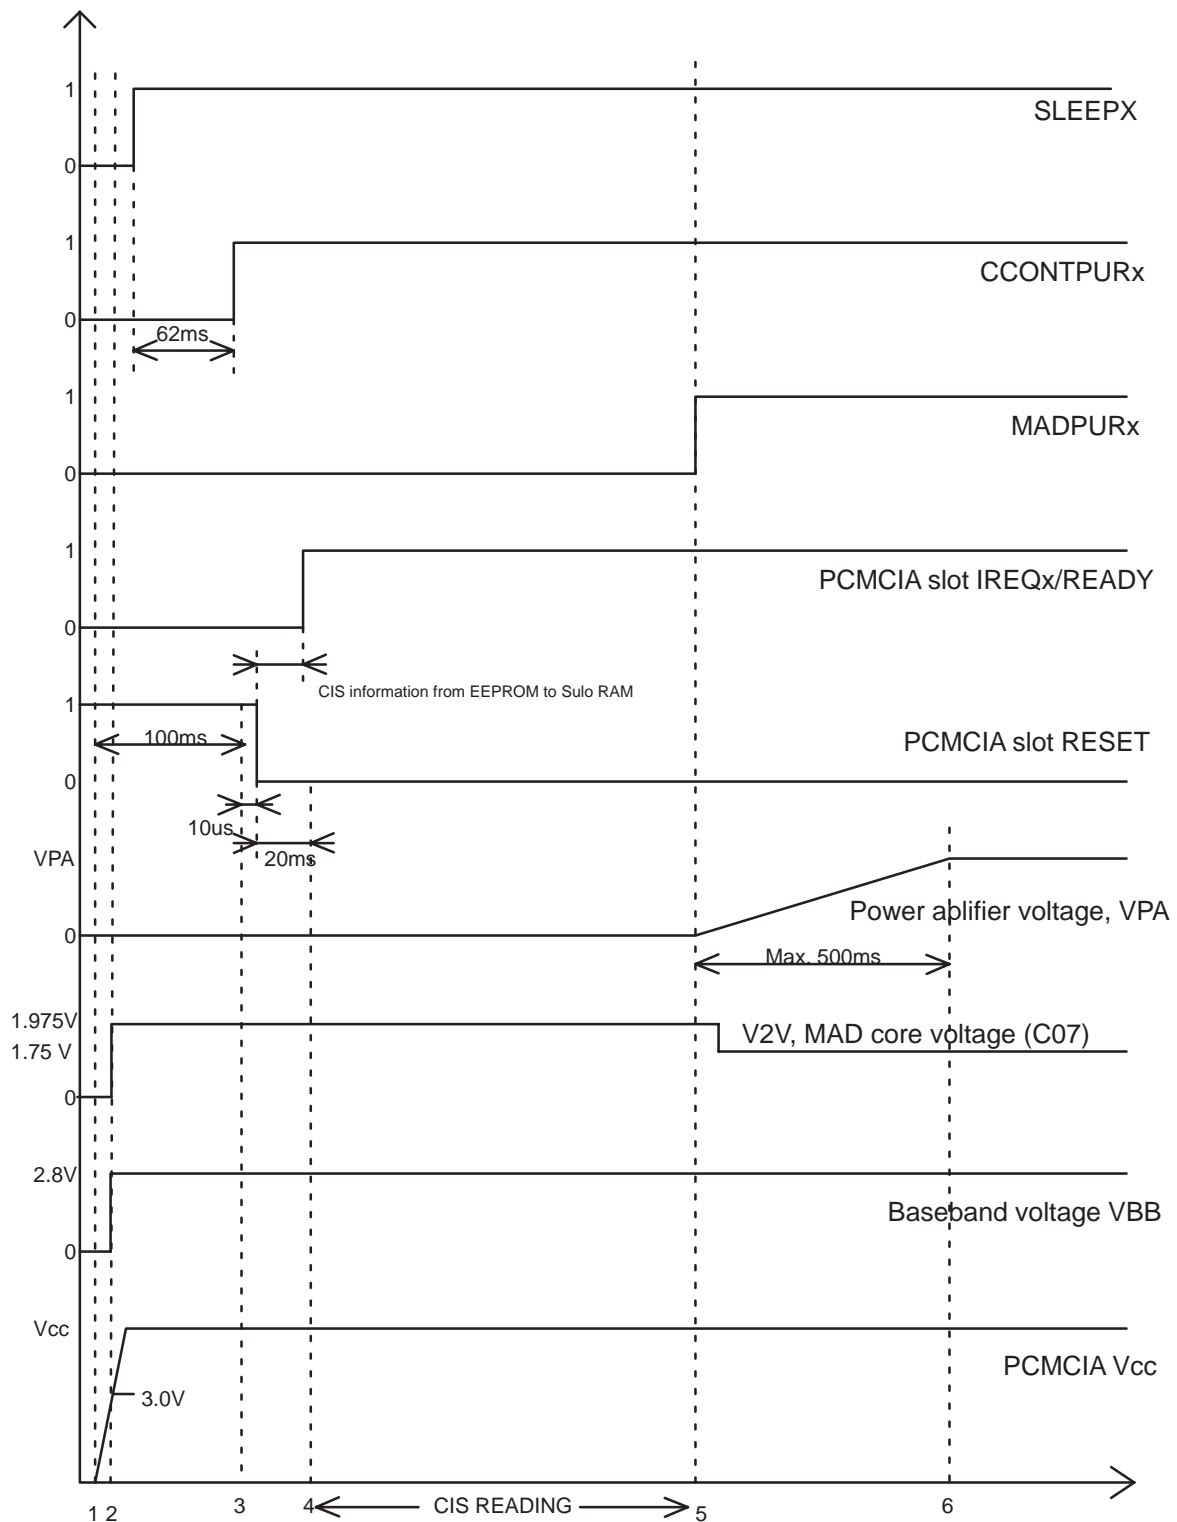 1
SLEEPX
0
1
CCONTPURx
0
62ms
1
MADPURx
0
1
PCMCIA slot IREQx/READY
0
CIS information from EEPROM to Sulo RAM
1
100ms
PCMCIA slot RESET
0
10us
20ms
VPA
Power aplifier voltage, VPA
0
Max. 500ms
1.975V
V2V, MAD core voltage (C07)
1.75 V
0
2.8V
Baseband voltage VBB
0
Vcc
PCMCIA Vcc
3.0V
1 2 3 4 CIS READING 5 6